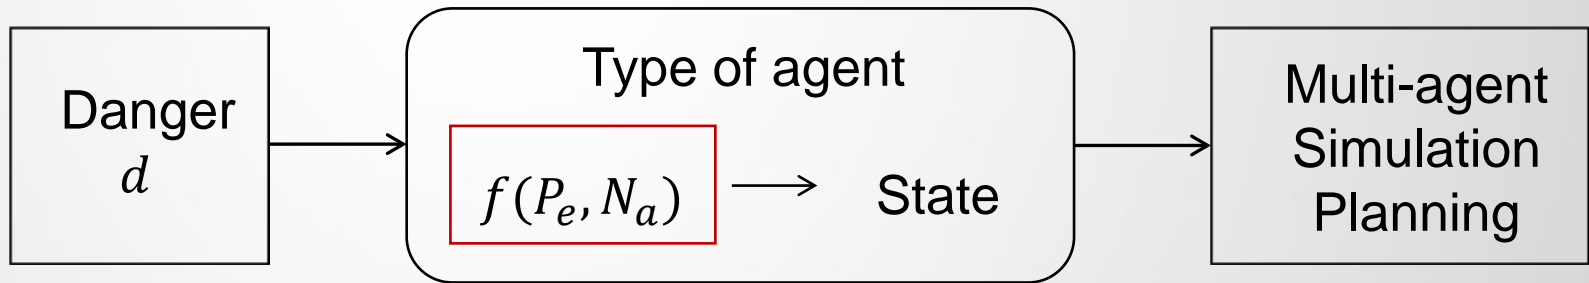 Danger
d
Type of agent
f(Pₑ, Nₐ)
State
Multi-agent
Simulation
Planning